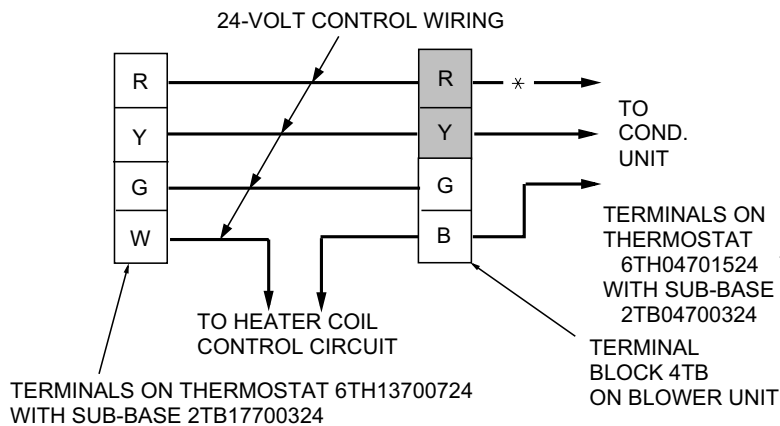 24-VOLT CONTROL WIRING
R
R
*
Y
Y
G
G
W
B
TO
COND.
UNIT
TERMINALS ON
THERMOSTAT
6TH04701524
WITH SUB-BASE
2TB04700324
TO HEATER COIL
CONTROL CIRCUIT
TERMINAL
BLOCK 4TB
ON BLOWER UNIT
TERMINALS ON THERMOSTAT 6TH13700724
WITH SUB-BASE 2TB17700324